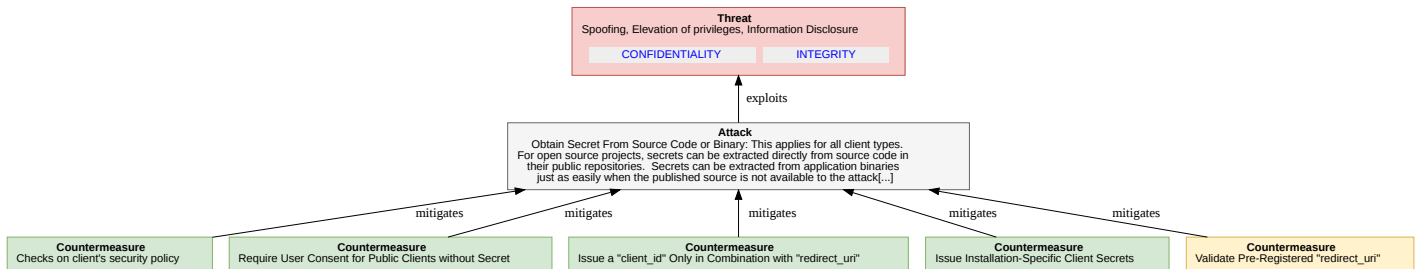 Threat
Spoofing, Elevation of privileges, Information Disclosure
CONFIDENTIALITY INTEGRITY
exploits
Attack
Obtain Secret From Source Code or Binary: This applies for all client types.
For open source projects, secrets can be extracted directly from source code in
their public repositories. Secrets can be extracted from application binaries
just as easily when the published source is not available to the attack[...]
mitigates mitigates mitigates mitigates mitigates
Countermeasure
Checks on client's security policy
Countermeasure
Require User Consent for Public Clients without Secret
Countermeasure
Issue a "client_id" Only in Combination with "redirect_uri"
Countermeasure
Issue Installation-Specific Client Secrets
Countermeasure
Validate Pre-Registered "redirect_uri"